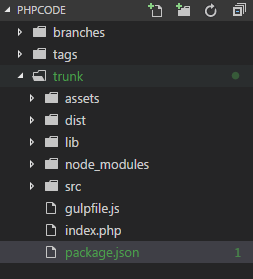 PHPCODE
branches
tags
trunk
assets
dist
lib
node_modules
src
gulpfile.js
index.php
package.json 1